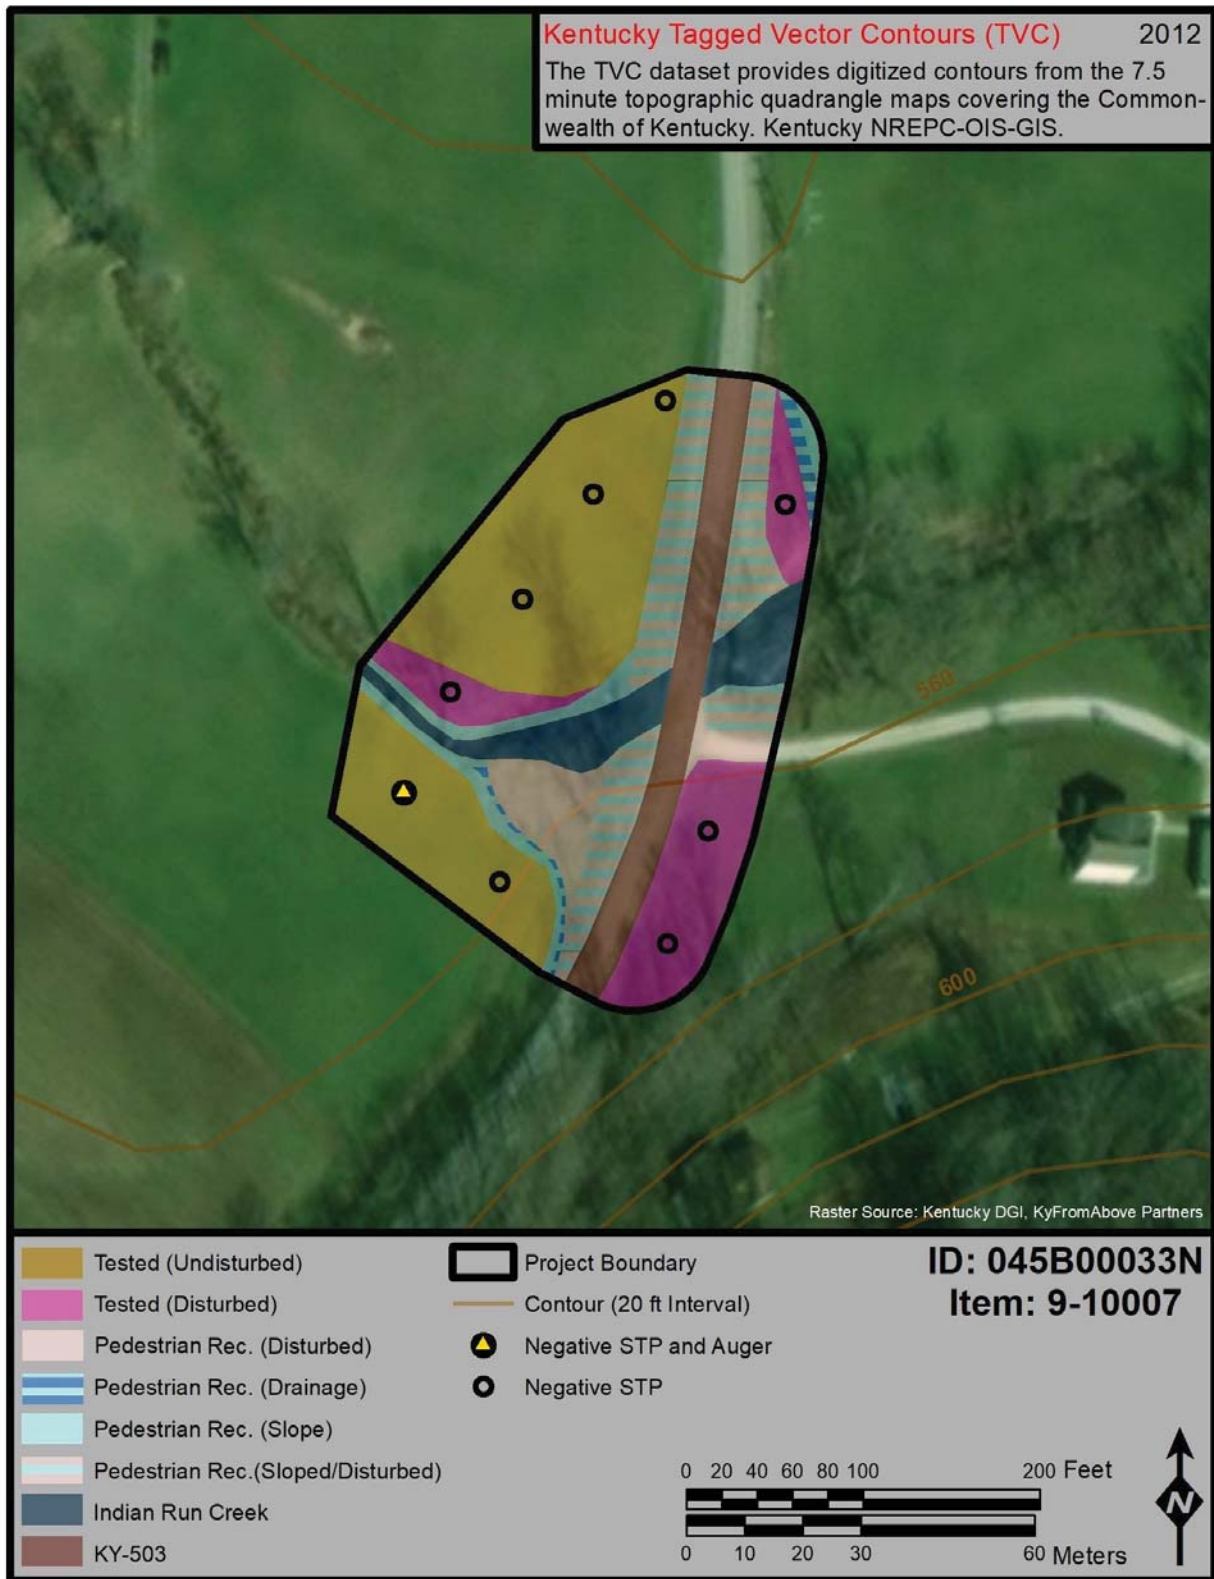 Kentucky Tagged Vector Contours (TVC) 2012
The TVC dataset provides digitized contours from the 7.5
minute topographic quadrangle maps covering the Common-
wealth of Kentucky. Kentucky NREPC-OIS-GIS.
560
600
Raster Source: Kentucky DGI, KyFromAbove Partners
Tested (Undisturbed)
Tested (Disturbed)
Pedestrian Rec. (Disturbed)
Pedestrian Rec. (Drainage)
Pedestrian Rec. (Slope)
Pedestrian Rec.(Sloped/Disturbed)
Indian Run Creek
KY-503
Project Boundary
Contour (20 ft Interval)
Negative STP and Auger
Negative STP
ID: 045B00033N
Item: 9-10007
0 20 40 60 80 100 200 Feet
0 10 20 30 60 Meters
N